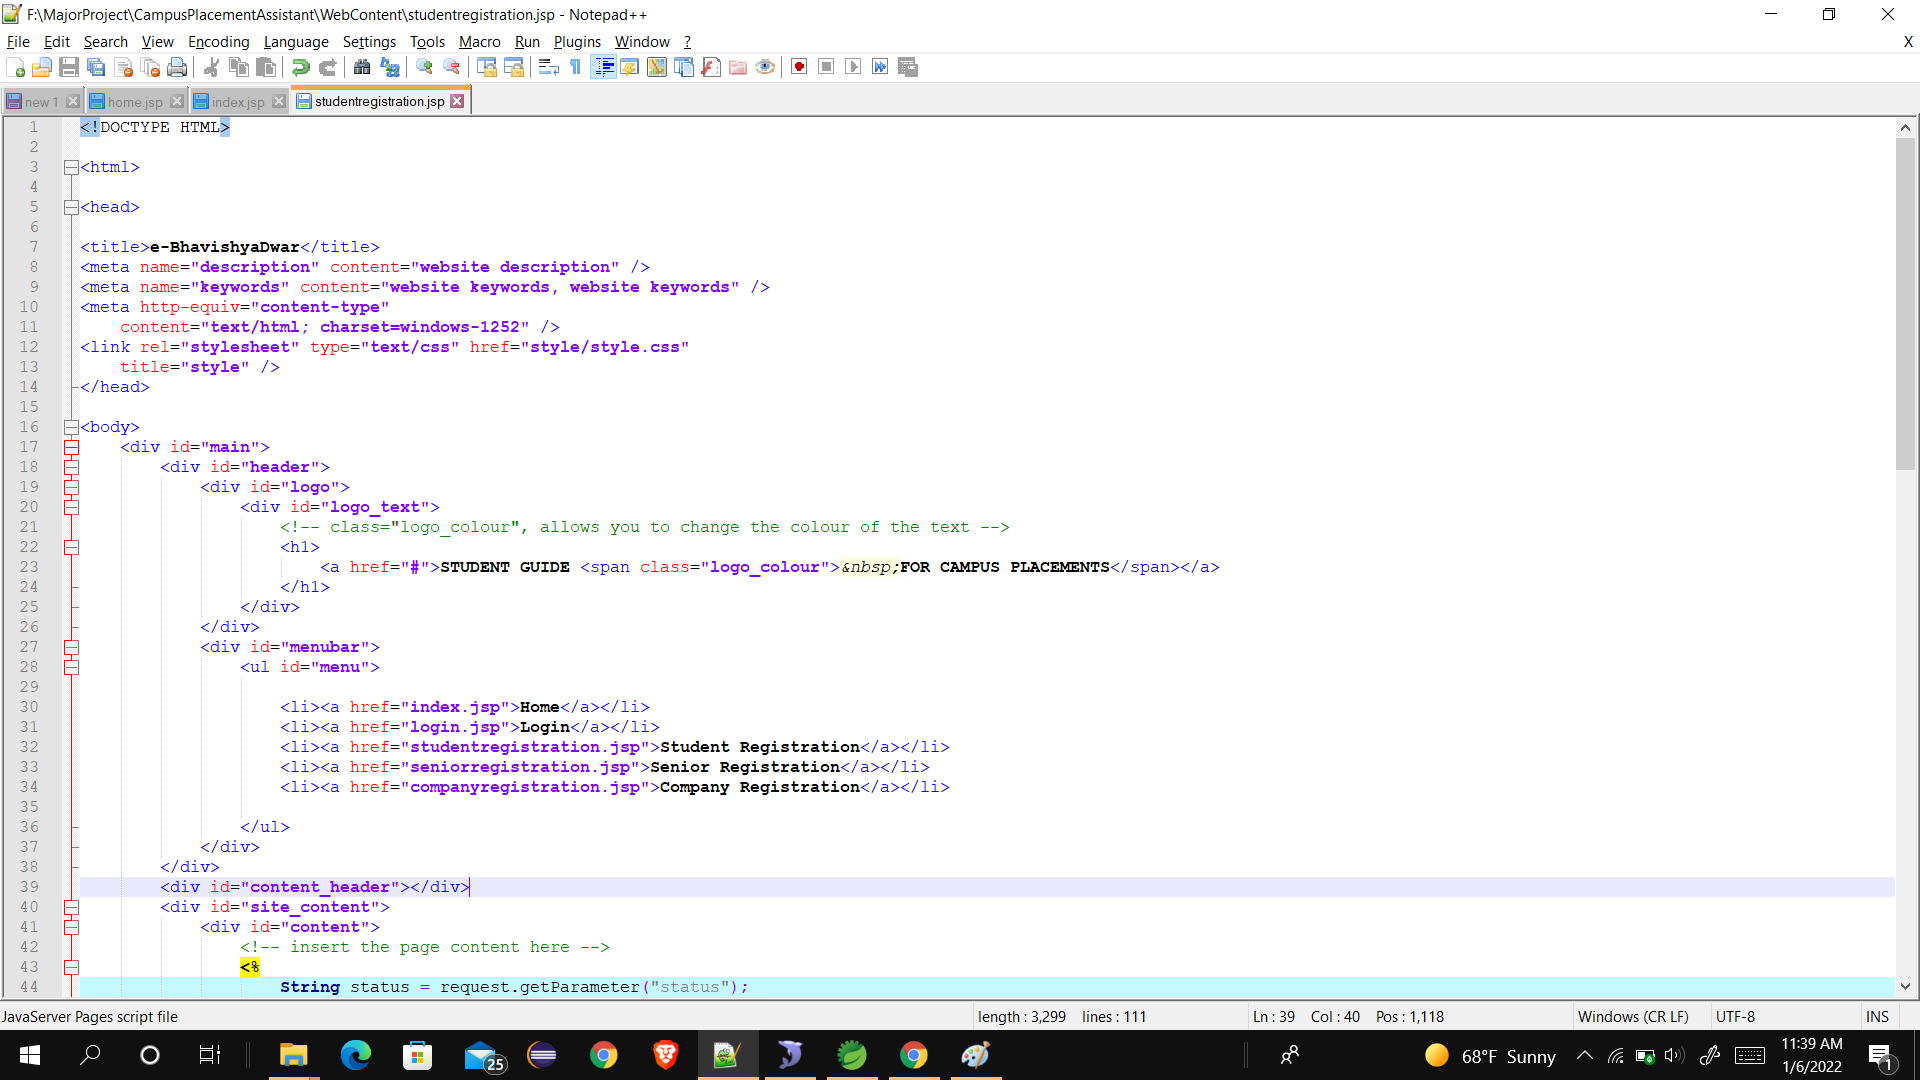 F:\MajorProject\CampusPlacementAssistant\WebContent\studentregistration.jsp - Notepad++
File Edit Search View Encoding Language Settings Tools Macro Run Plugins Window ? X
new 1 home.jsp index.jsp studentregistration.jsp
1 <!DOCTYPE HTML>
2
3 <html>
4
5 <head>
6
7 <title>e-BhavishyaDwar</title>
8 <meta name="description" content="website description" />
9 <meta name="keywords" content="website keywords, website keywords" />
10 <meta http-equiv="content-type"
11 content="text/html; charset=windows-1252" />
12 <link rel="stylesheet" type="text/css" href="style/style.css"
13 title="style" />
14 </head>
15
16 <body>
17 <div id="main">
18 <div id="header">
19 <div id="logo">
20 <div id="logo_text">
21 <!-- class="logo_colour", allows you to change the colour of the text -->
22 <h1>
23 <a href="#">STUDENT GUIDE <span class="logo_colour">&nbsp;FOR CAMPUS PLACEMENTS</span></a>
24 </h1>
25 </div>
26 </div>
27 <div id="menubar">
28 <ul id="menu">
29
30 <li><a href="index.jsp">Home</a></li>
31 <li><a href="login.jsp">Login</a></li>
32 <li><a href="studentregistration.jsp">Student Registration</a></li>
33 <li><a href="seniorregistration.jsp">Senior Registration</a></li>
34 <li><a href="companyregistration.jsp">Company Registration</a></li>
35
36 </ul>
37 </div>
38 </div>
39 <div id="content_header"></div>
40 <div id="site_content">
41 <div id="content">
42 <!-- insert the page content here -->
43 <%
44 String status = request.getParameter("status");
JavaServer Pages script file length : 3,299 lines : 111 Ln : 39 Col : 40 Pos : 1,118 Windows (CR LF) UTF-8 INS
25 68°F Sunny 11:39 AM
1/6/2022 1